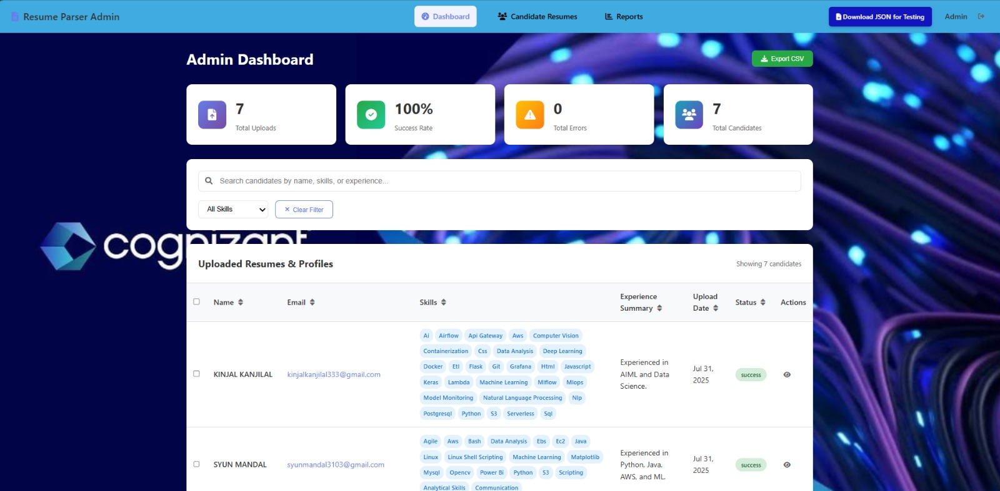 Resume Parser Admin
Dashboard
Candidate Resumes
Reports
Download JSON for Testing
Admin
Admin Dashboard
Export CSV
7
Total Uploads
100%
Success Rate
0
Total Errors
7
Total Candidates
Search candidates by name, skills, or experience...
All Skills
Clear Filter
cognizant
Uploaded Resumes & Profiles
Showing 7 candidates
Name
Email
Skills
Experience
Summary
Upload
Date
Status
Actions
KINJAL KANJILAL
kinjalkanjilal333@gmail.com
Ai Airflow Api Gateway Aws Computer Vision
Containerization Css Data Analysis Deep Learning
Docker Etl Flask Git Grafana Html Javascript
Keras Lambda Machine Learning Mlflow Mlops
Model Monitoring Natural Language Processing Nlp
Postgresql Python S3 Serverless Sql
Experienced in
AIML and Data
Science.
Jul 31,
2025
success
SYUN MANDAL
syunmandal3103@gmail.com
Agile Aws Bash Data Analysis Ebs Ec2 Java
Linux Linux Shell Scripting Machine Learning Matplotlib
Mysql Opencv Power Bi Python S3 Scripting
Analytical Skills Communication
Experienced in
Python, Java,
AWS, and ML.
Jul 31,
2025
success